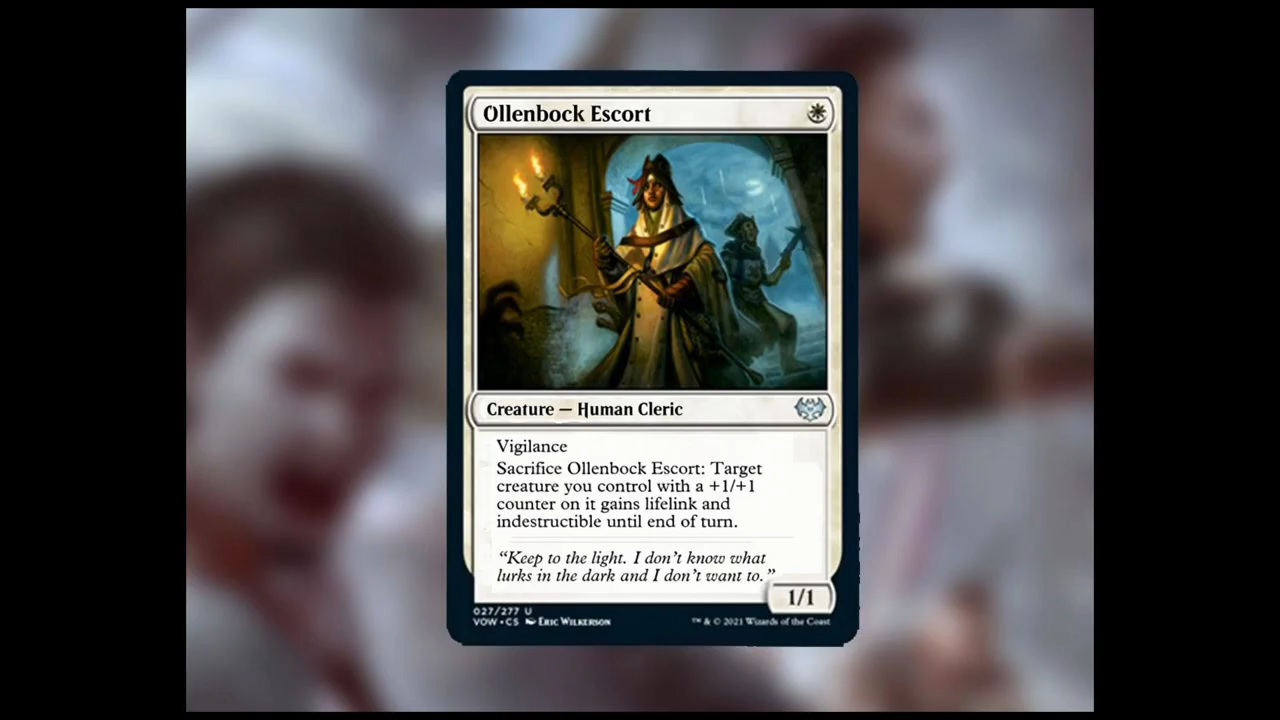 Ollenbock Escort
Creature — Human Cleric
Vigilance
Sacrifice Ollenbock Escort: Target
creature you control with a +1/+1
counter on it gains lifelink and
indestructible until end of turn.
“Keep to the light. I don’t know what
lurks in the dark and I don’t want to.”
1/1
027/277 U
VOW • CS Eric Wilkerson
™ & © 2021 Wizards of the Coast